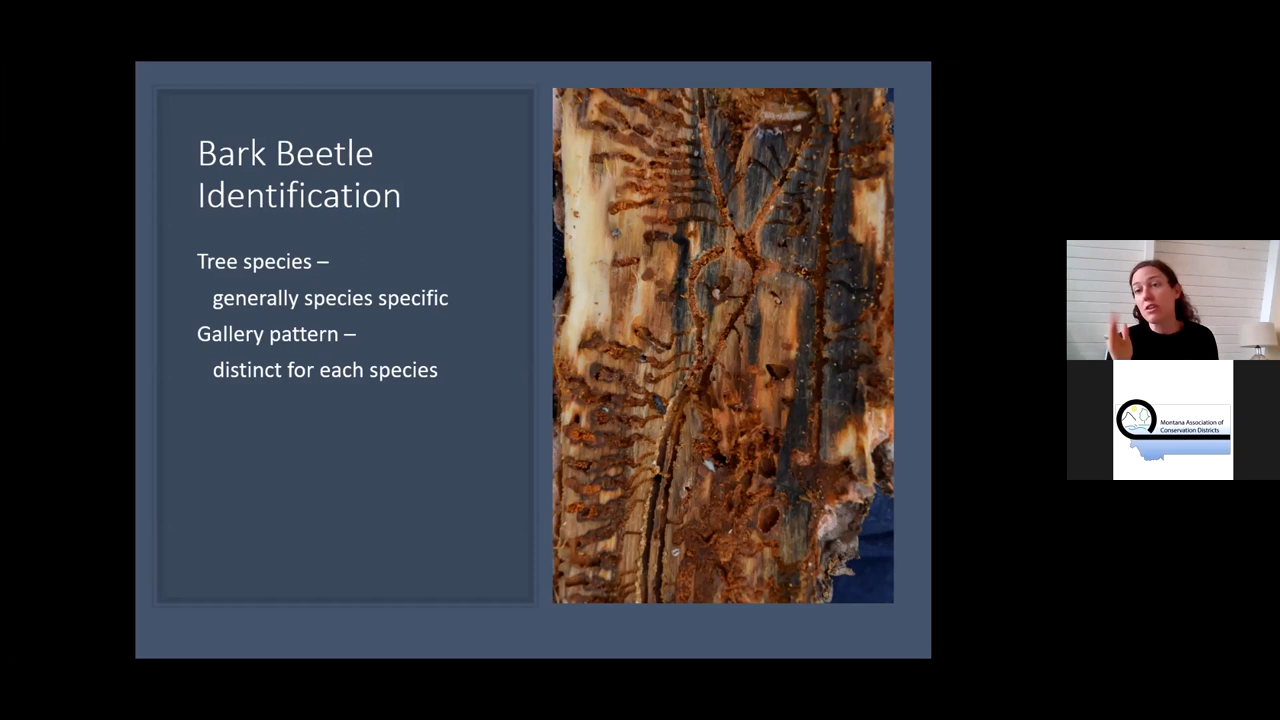 Bark Beetle
Identification
Tree species –
generally species specific
Gallery pattern –
distinct for each species
Montana Association of
Conservation Districts